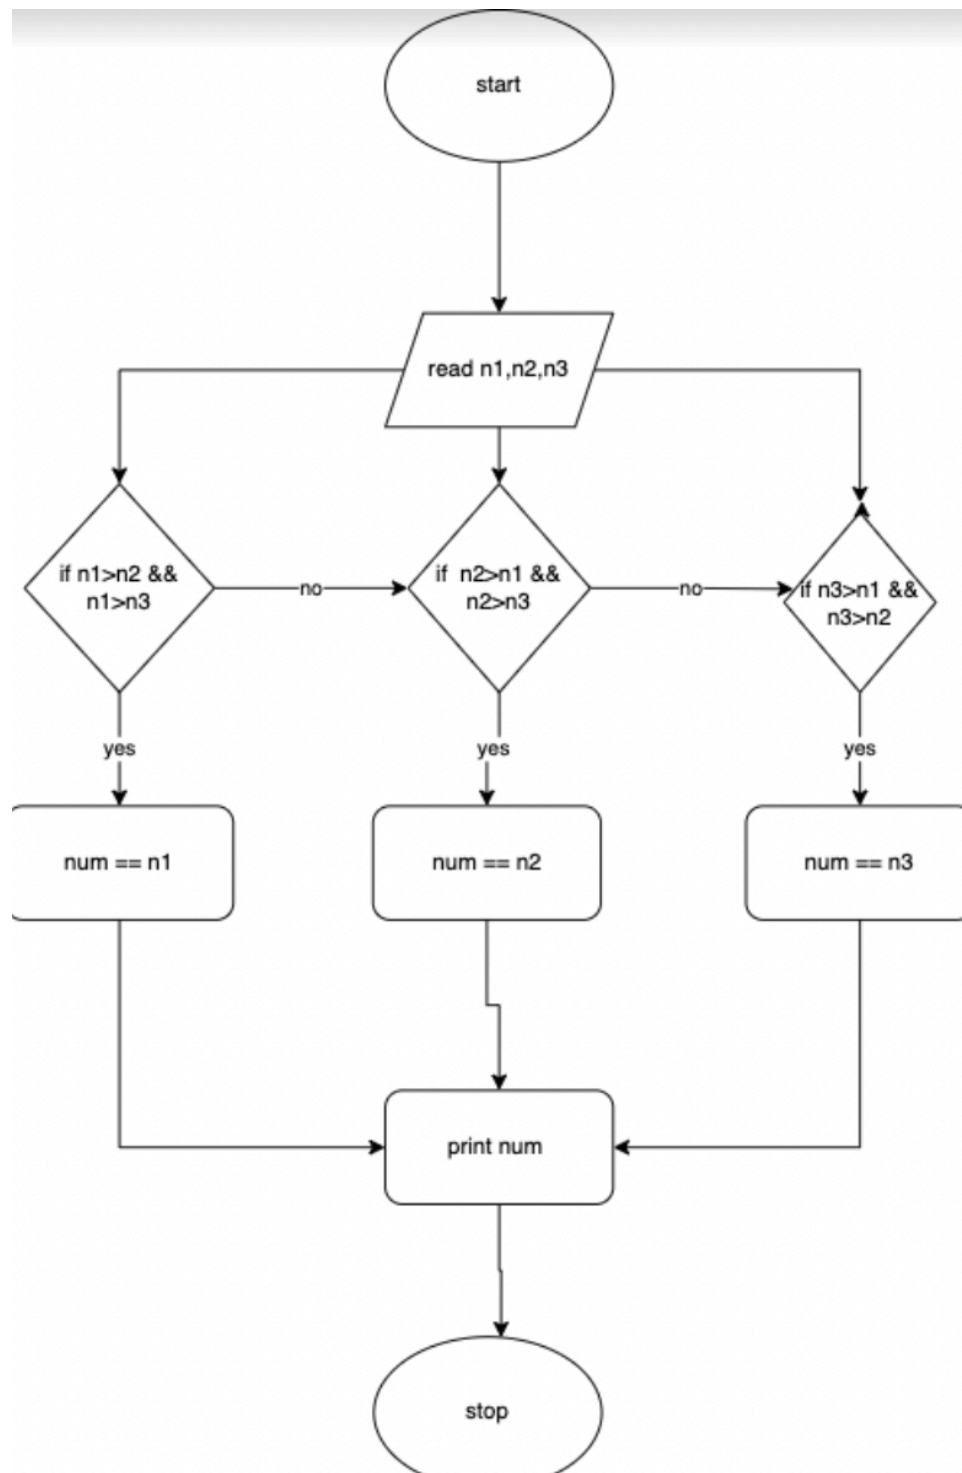 start
read n1,n2,n3
if n1>n2 &&
n1>n3
no
if n2>n1 &&
n2>n3
no
if n3>n1 &&
n3>n2
yes
yes
yes
num == n1
num == n2
num == n3
print num
stop